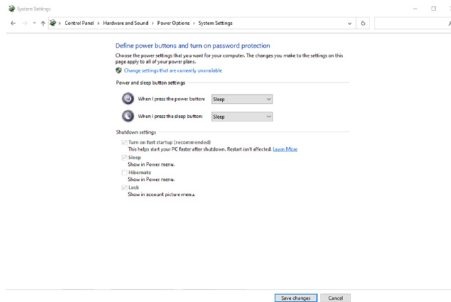 System Settings
Control Panel > Hardware and Sound > Power Options > System Settings
Define power buttons and turn on password protection
Choose the power settings that you want for your computer. The changes you make to the settings on this
page apply to all of your power plans.
Change settings that are currently unavailable
Power and sleep button settings
When I press the power button: Sleep
When I press the sleep button: Sleep
Shutdown settings
Turn on fast startup (recommended)
This helps start your PC faster after shutdown. Restart isn't affected. Learn More
Sleep
Show in Power menu.
Hibernate
Show in Power menu.
Lock
Show in account picture menu.
Save changes Cancel